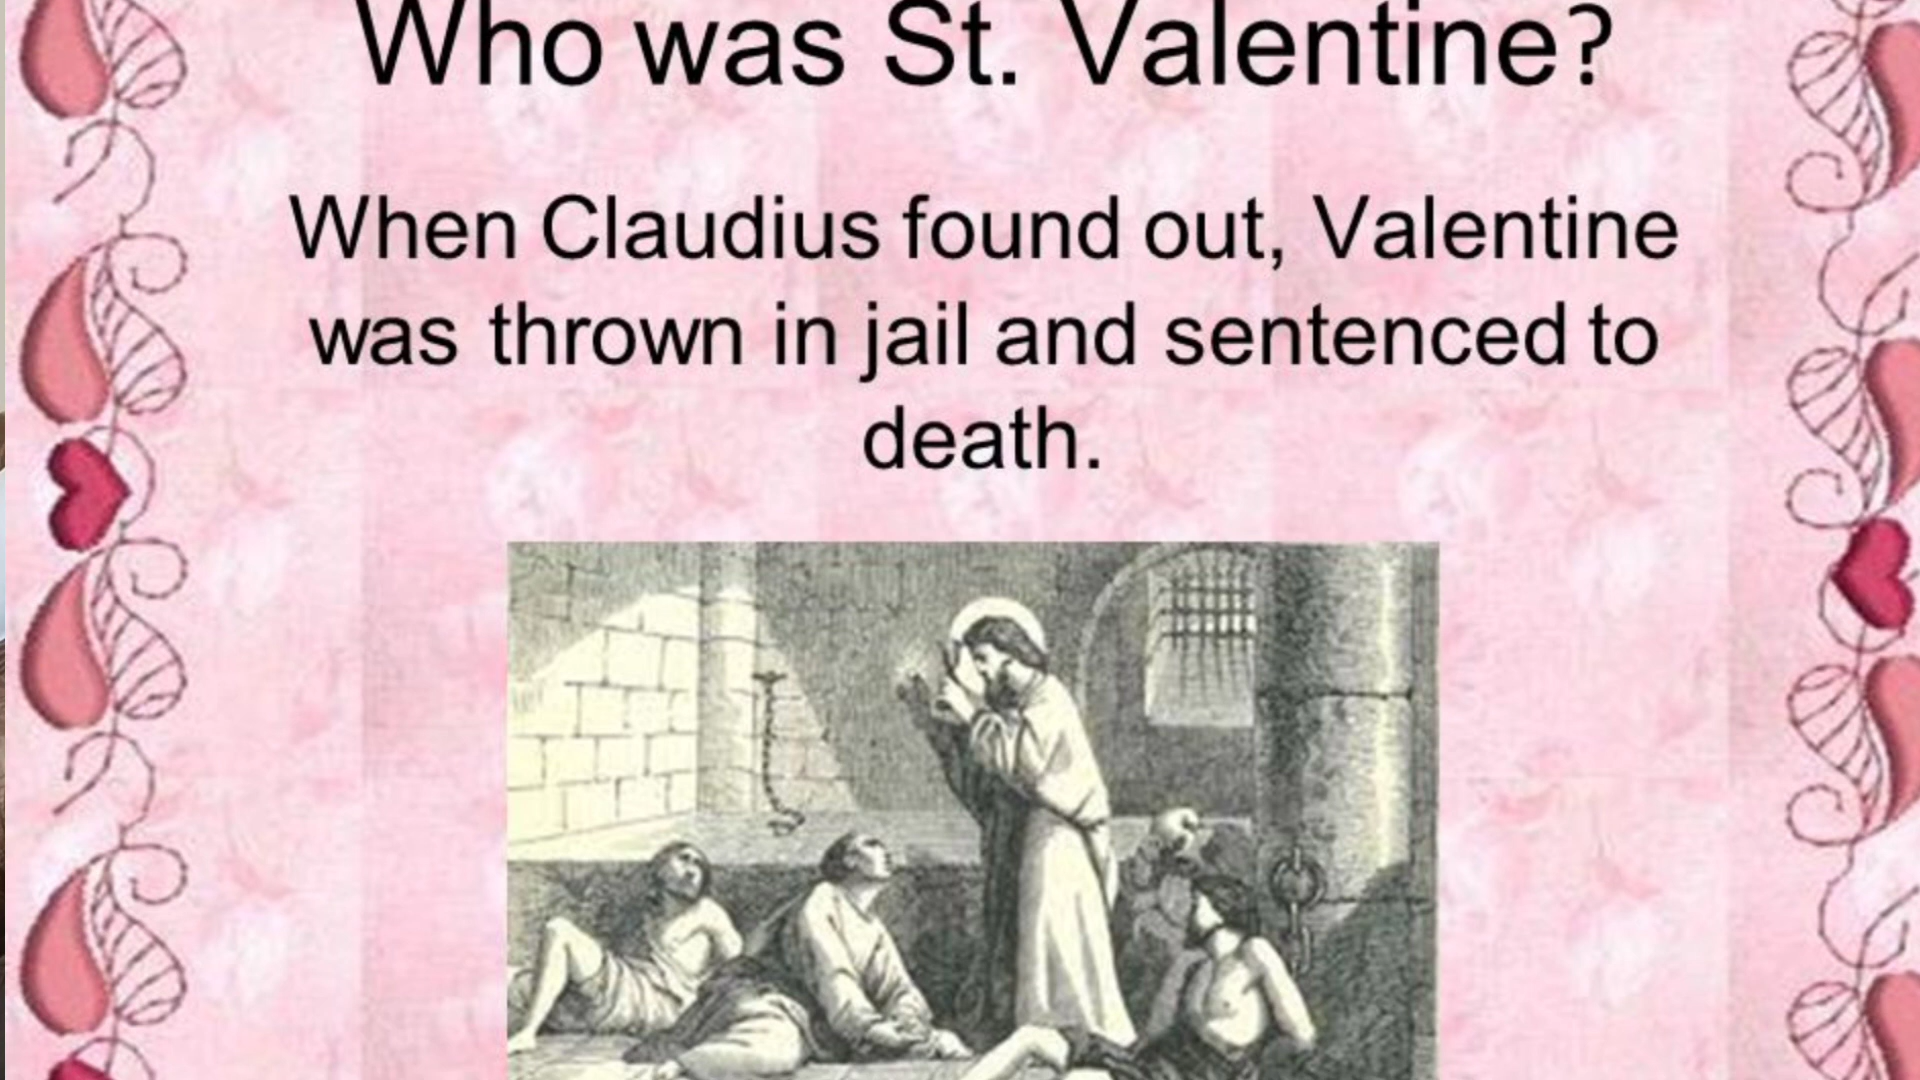 Who was St. Valentine?
When Claudius found out, Valentine
was thrown in jail and sentenced to
death.